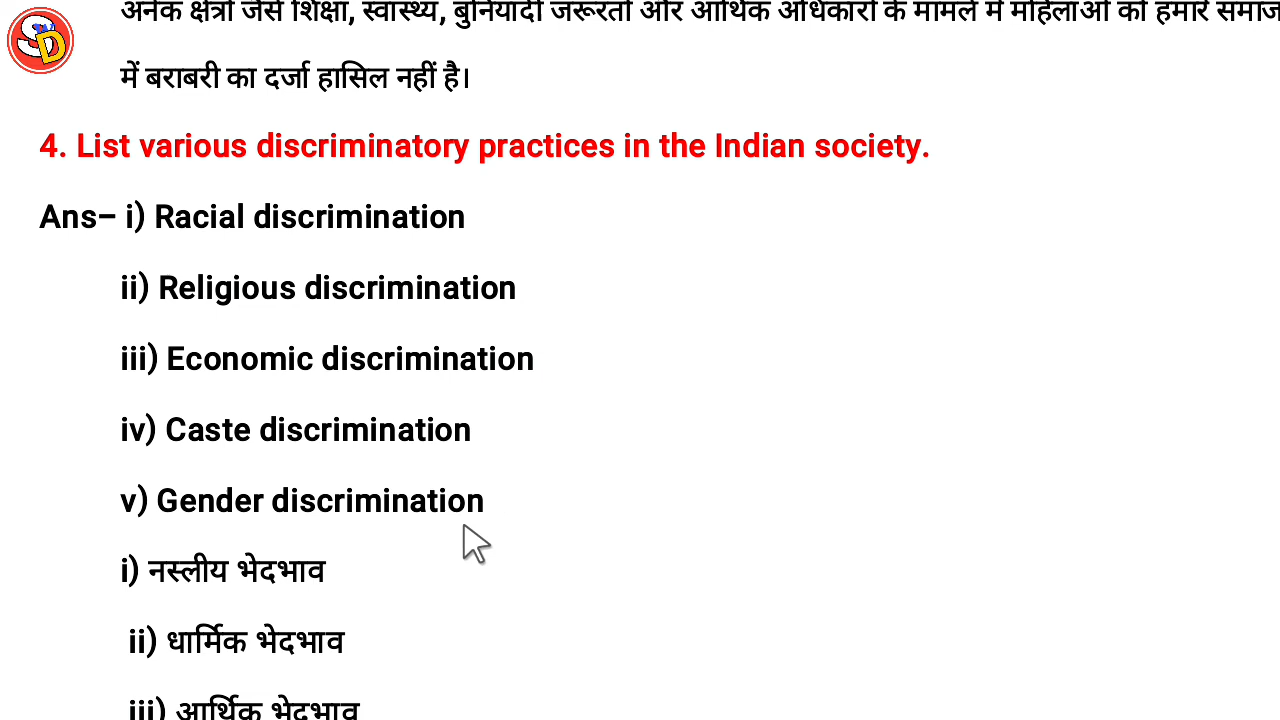 अनेक क्षेत्रों जैसे शिक्षा, स्वास्थ्य, बुनियादी जरूरतों और आर्थिक अधिकारों के मामले में महिलाओं को हमारे समाज
में बराबरी का दर्जा हासिल नहीं है।
4. List various discriminatory practices in the Indian society.
Ans– i) Racial discrimination
ii) Religious discrimination
iii) Economic discrimination
iv) Caste discrimination
v) Gender discrimination
i) नस्लीय भेदभाव
ii) धार्मिक भेदभाव
iii) आर्थिक भेदभाव